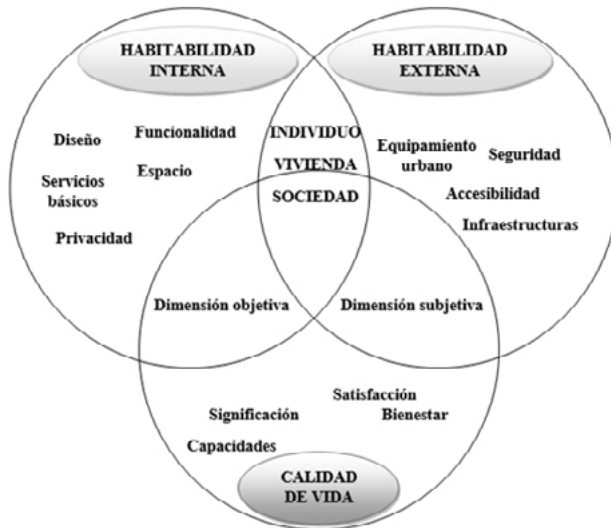 HABITABILIDAD
INTERNA
HABITABILIDAD
EXTERNA
Diseño
Funcionalidad
Espacio
Servicios
básicos
Privacidad
INDIVIDUO
VIVIENDA
SOCIEDAD
Equipamiento
urbano
Seguridad
Accesibilidad
Infraestructuras
Dimensión objetiva
Dimensión subjetiva
Satisfacción
Significación
Bienestar
Capacidades
CALIDAD
DE VIDA